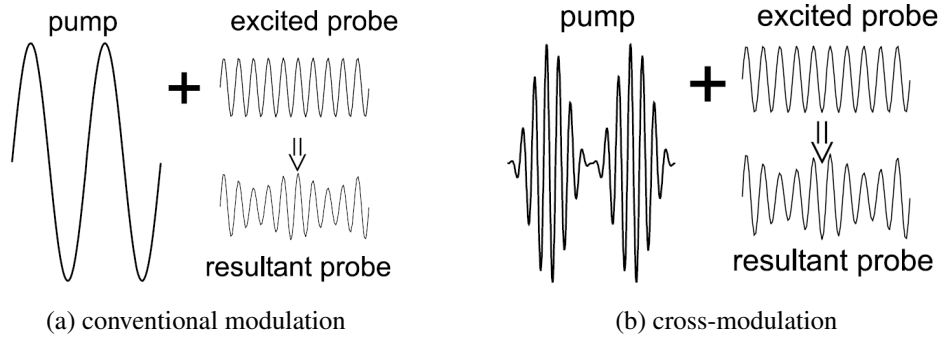 pump
excited probe
+
resultant probe
(a) conventional modulation
pump
excited probe
+
resultant probe
(b) cross-modulation